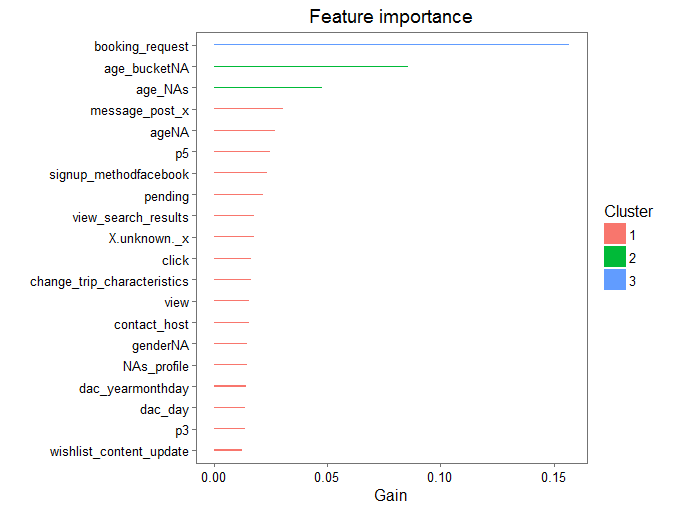 Feature importance
booking_request
age_bucketNA
age_NAs
message_post_x
ageNA
p5
signup_methodfacebook
pending
view_search_results
X.unknown._x
click
change_trip_characteristics
view
contact_host
genderNA
NAs_profile
dac_yearmonthday
dac_day
p3
wishlist_content_update
0.00 0.05 0.10 0.15
Gain
Cluster
1
2
3